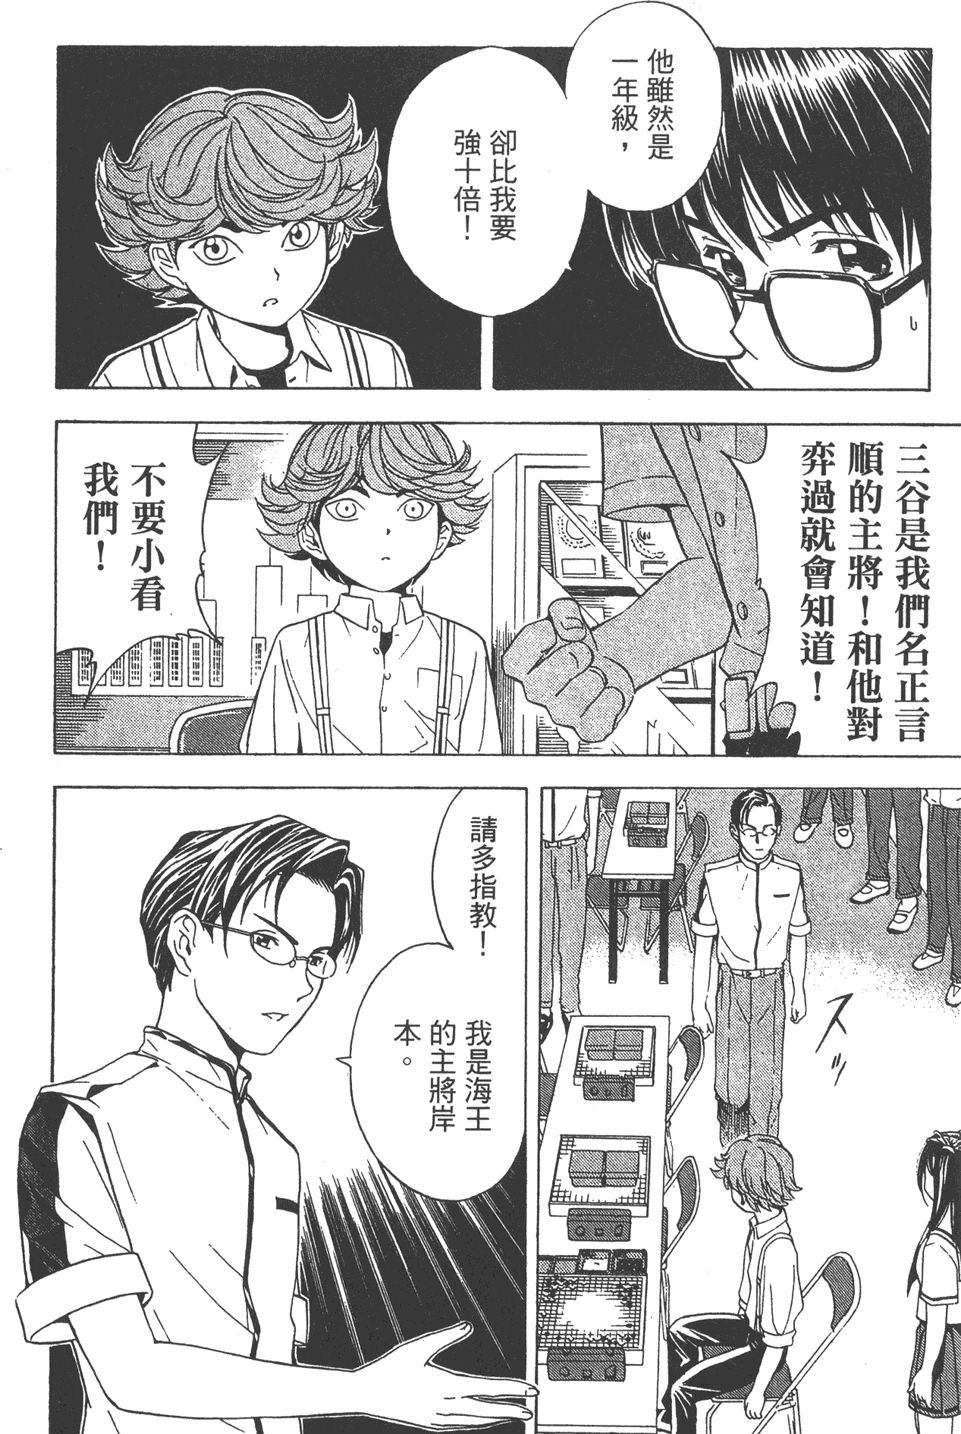 他雖然是
一年級，
卻比我要
強十倍！
三谷是我們名正言
順的主將！和他對
弈過就會知道！
不要小看
我們！
ス
請多指教！
我是海王
的主將岸
本。